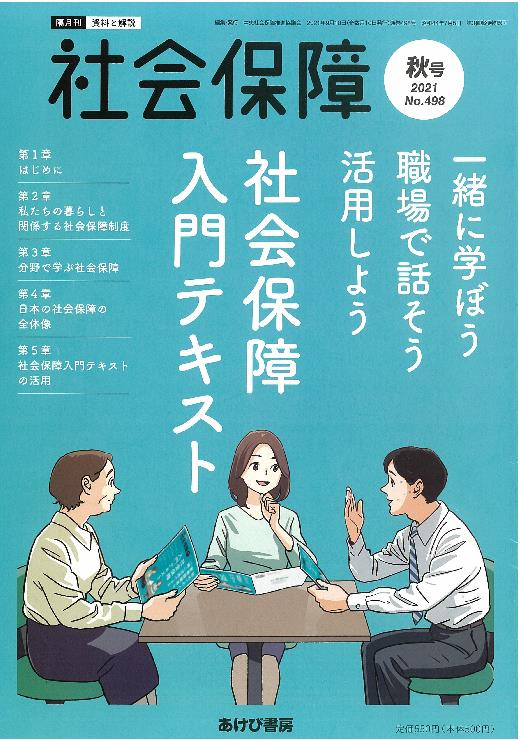 隔月刊 資料と解説
社会保障
秋号
2021
No.498
一緒に学ぼう
職場で話そう
活用しよう
社会保障
入門テキスト
第1章
はじめに
第2章
私たちの暮らしと
関係する社会保障制度
第3章
分野で学ぶ社会保障
第4章
日本の社会保障の
全体像
第5章
社会保障入門テキスト
の活用
あけび書房
定価550円(本体500円)